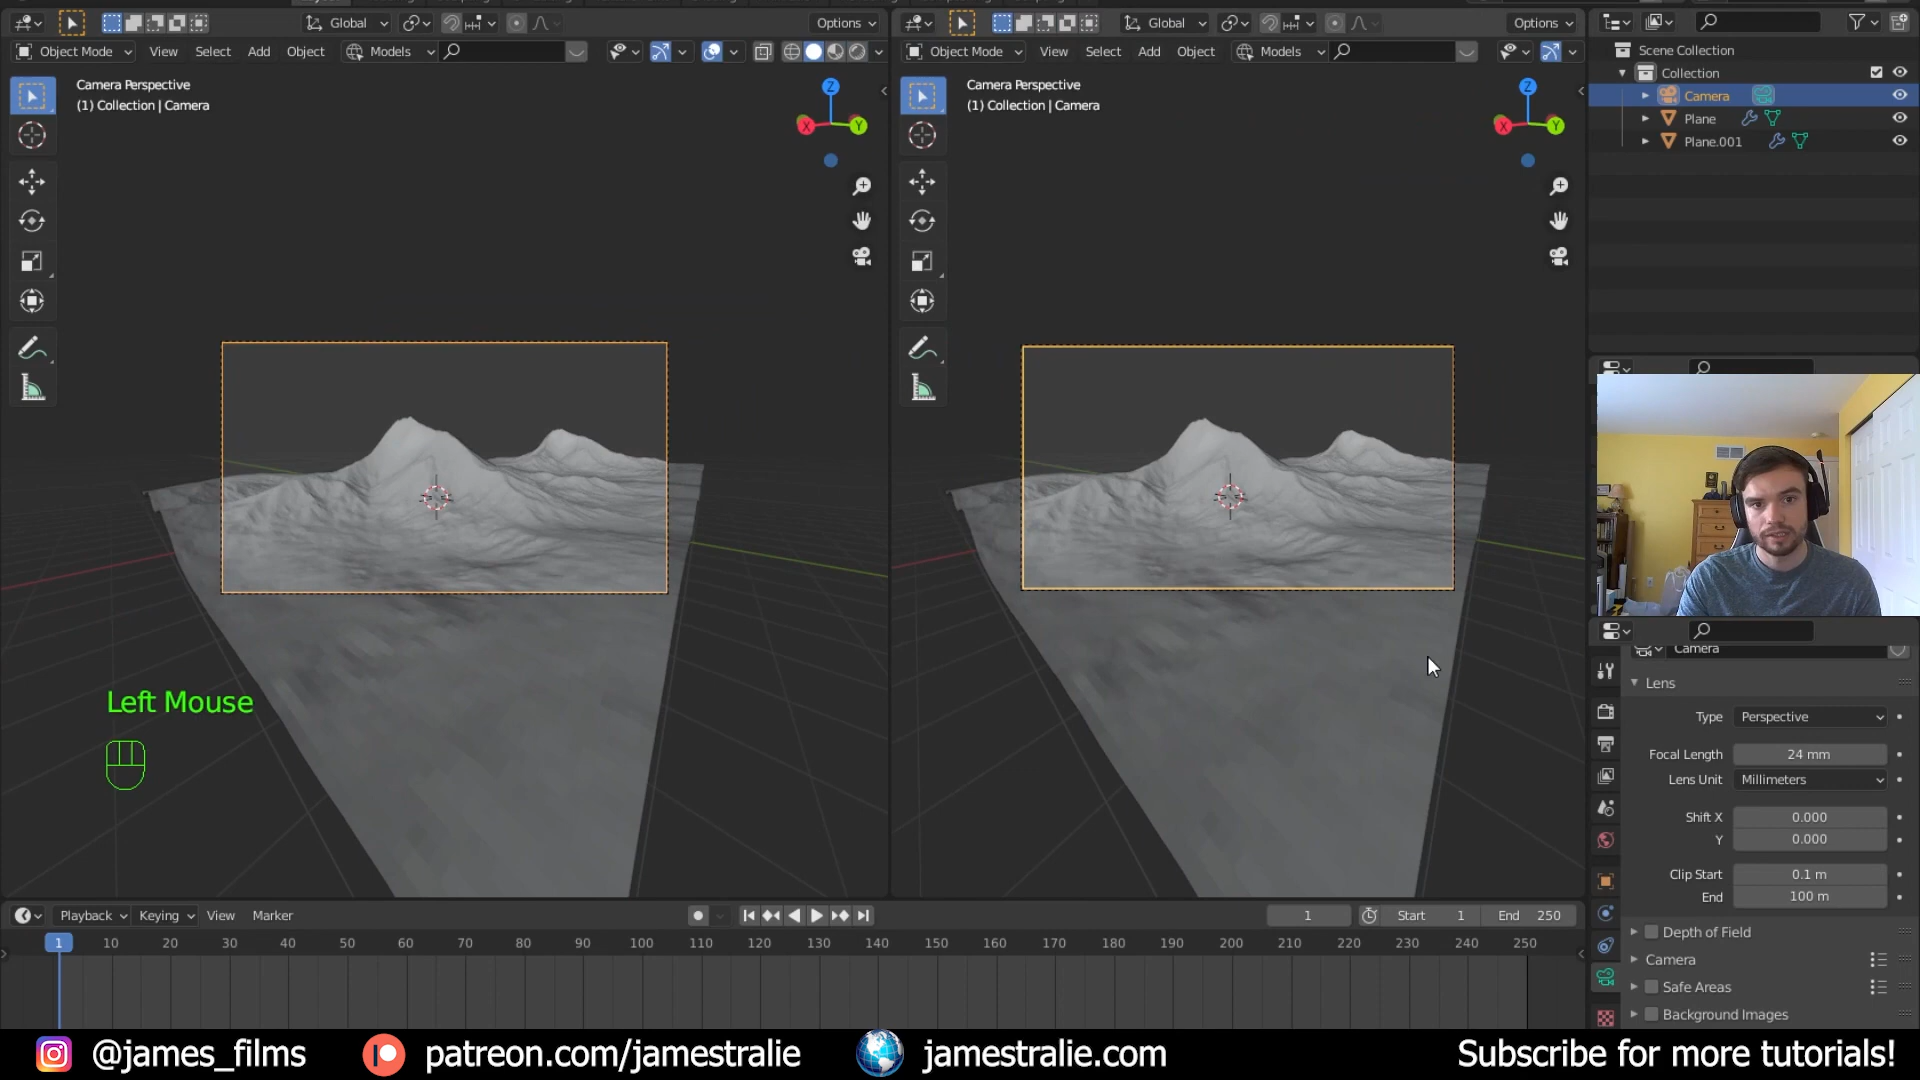 Global
Options
Object Mode View Select Add Object Models
Camera Perspective
(1) Collection | Camera
Z
X
Y
Left Mouse
Global
Options
Object Mode View Select Add Object Models
Camera Perspective
(1) Collection | Camera
Z
X
Y
Scene Collection
Collection
Camera
Plane
Plane.001
Camera
Lens
Type Perspective
Focal Length 24 mm
Lens Unit Millimeters
Shift X 0.000
Y 0.000
Clip Start 0.1 m
End 100 m
Depth of Field
Camera
Safe Areas
Background Images
Playback Keying View Marker
1 Start 1 End 250
1 10 20 30 40 50 60 70 80 90 100 110 120 130 140 150 160 170 180 190 200 210 220 230 240 250
@james_films patreon.com/jamestralie jamestralie.com Subscribe for more tutorials!